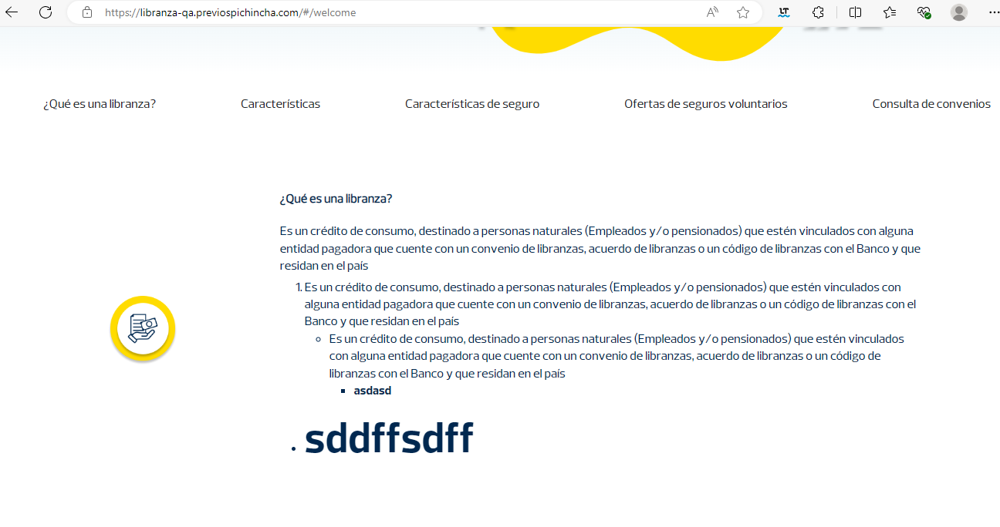 https://libranza-qa.previospichincha.com/#/welcome
¿Qué es una libranza? Características Características de seguro Ofertas de seguros voluntarios Consulta de convenios
¿Qué es una libranza?
Es un crédito de consumo, destinado a personas naturales (Empleados y/o pensionados) que estén vinculados con alguna
entidad pagadora que cuente con un convenio de libranzas, acuerdo de libranzas o un código de libranzas con el Banco y que
residan en el país
1. Es un crédito de consumo, destinado a personas naturales (Empleados y/o pensionados) que estén vinculados con
alguna entidad pagadora que cuente con un convenio de libranzas, acuerdo de libranzas o un código de libranzas con el
Banco y que residan en el país
Es un crédito de consumo, destinado a personas naturales (Empleados y/o pensionados) que estén vinculados
con alguna entidad pagadora que cuente con un convenio de libranzas, acuerdo de libranzas o un código de
libranzas con el Banco y que residan en el país
asdasd
sddffsdff